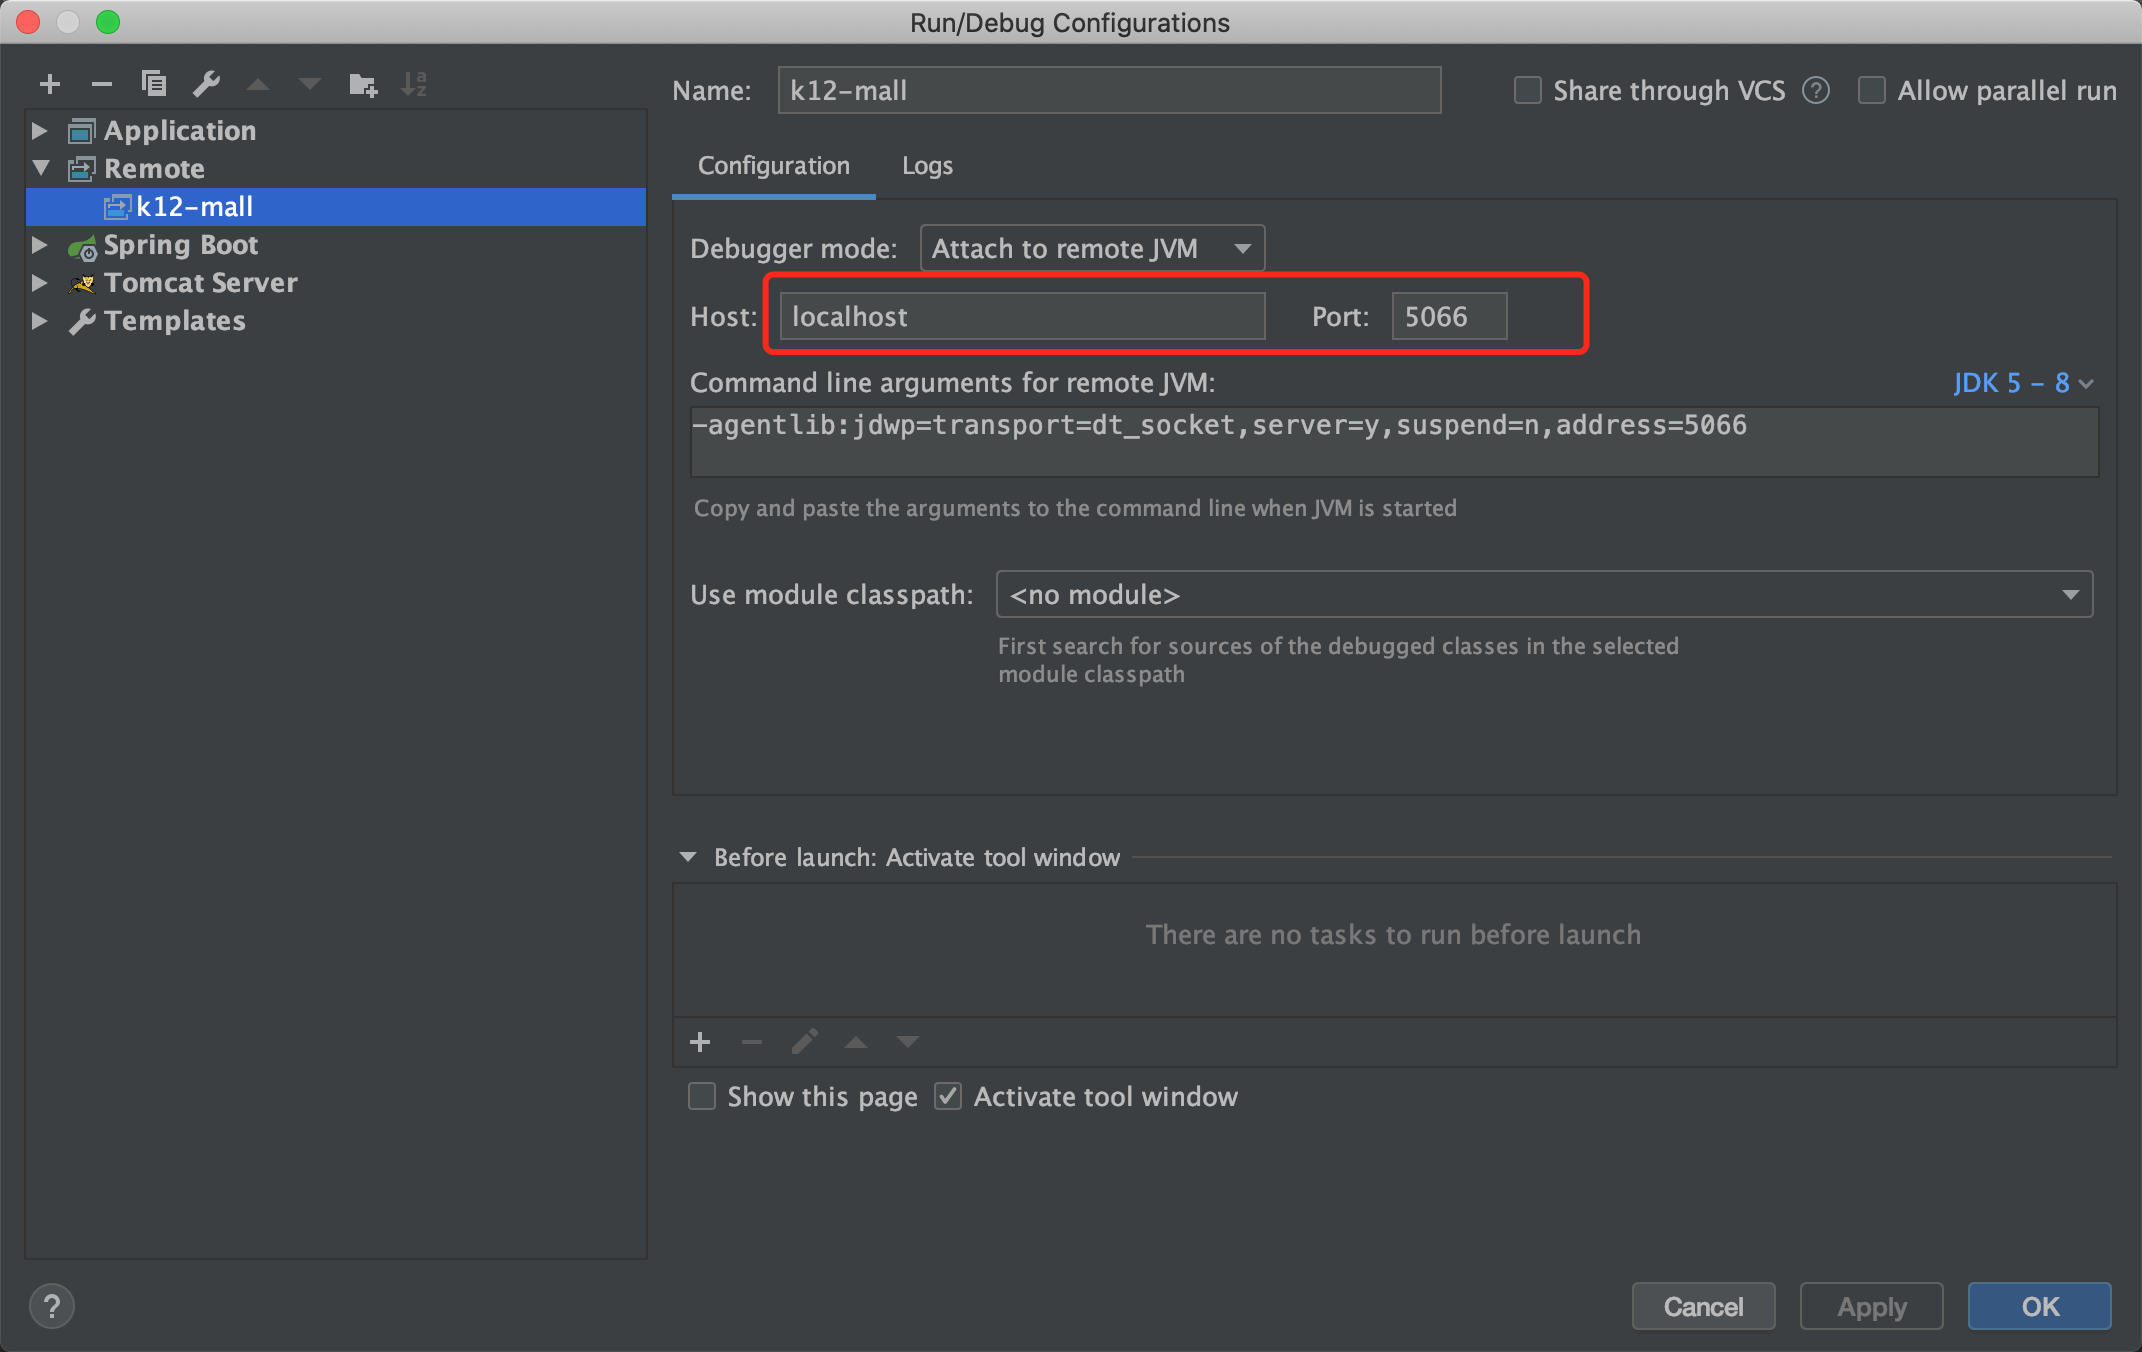 Run/Debug Configurations
Name: k12-mall Share through VCS ? Allow parallel run
Application
Remote
k12-mall
Spring Boot
Tomcat Server
Templates
Configuration Logs
Debugger mode: Attach to remote JVM
Host: localhost Port: 5066
Command line arguments for remote JVM: JDK 5 - 8
-agentlib:jdwp=transport=dt_socket,server=y,suspend=n,address=5066
Copy and paste the arguments to the command line when JVM is started
Use module classpath: <no module>
First search for sources of the debugged classes in the selected
module classpath
Before launch: Activate tool window
There are no tasks to run before launch
Show this page Activate tool window
? Cancel Apply OK